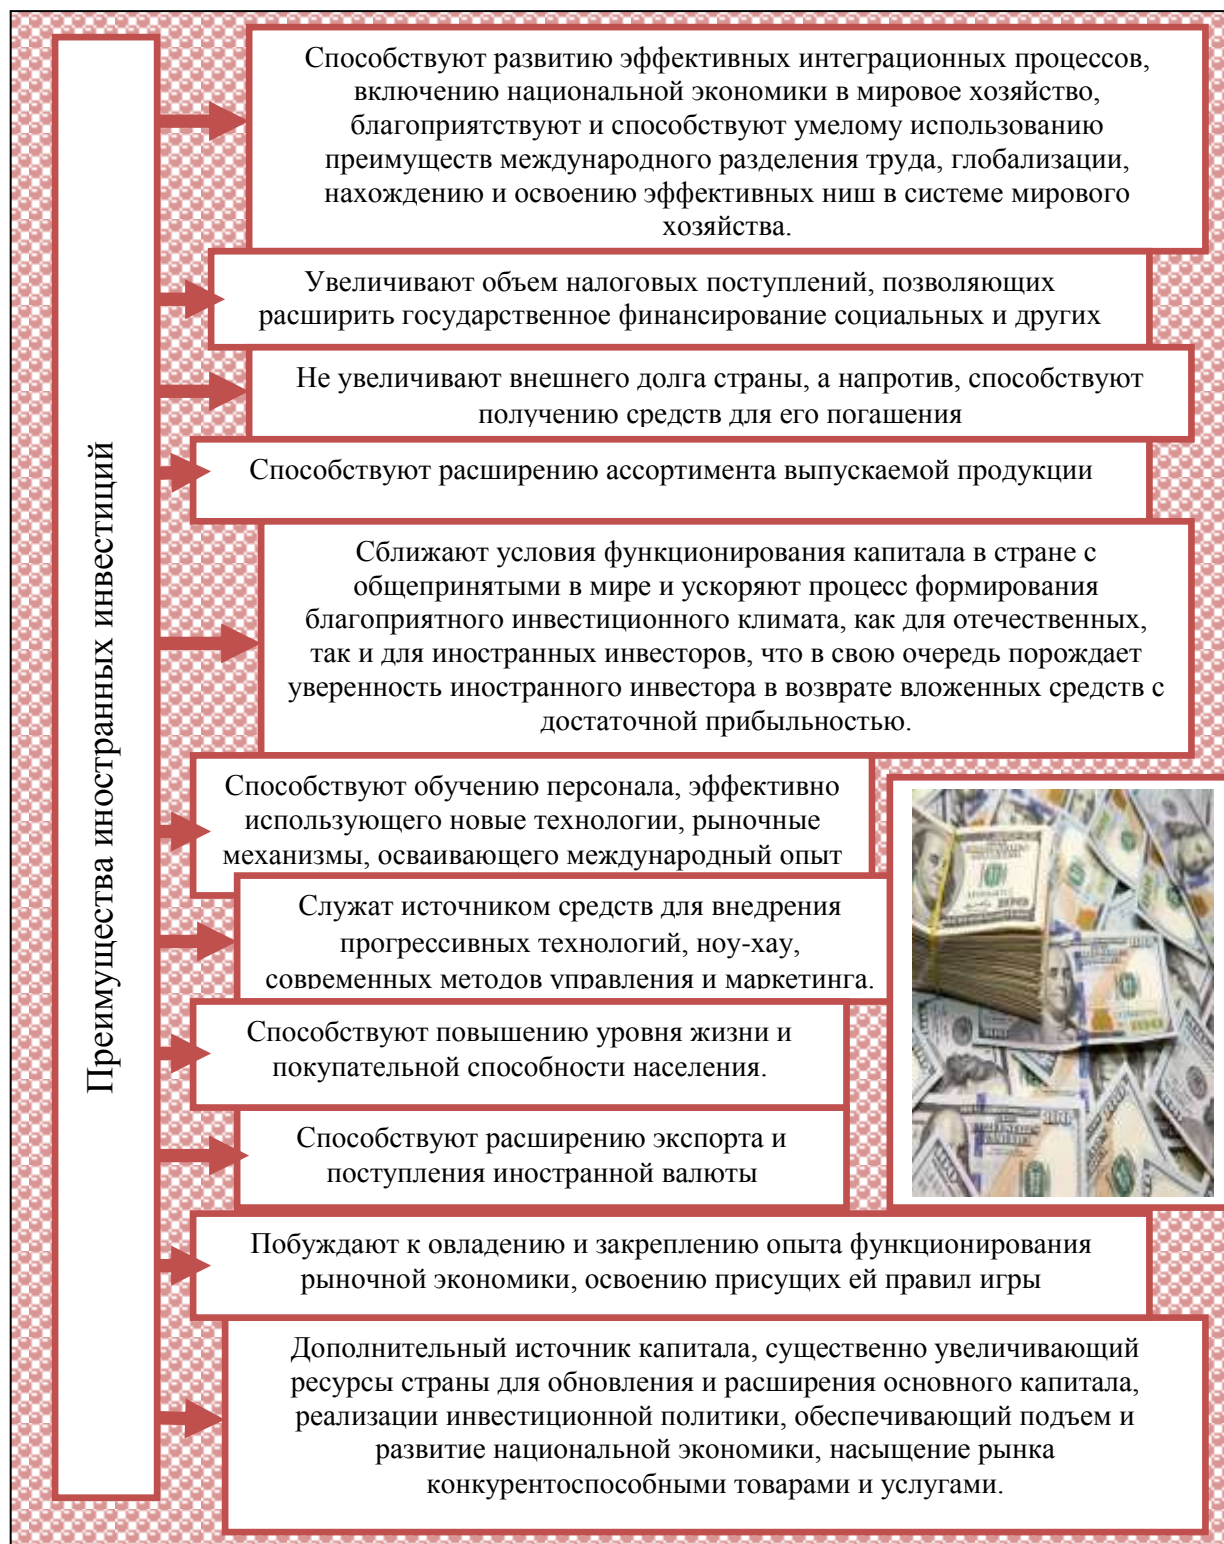 Преимущества иностранных инвестиций
Способствуют развитию эффективных интеграционных процессов,
включению национальной экономики в мировое хозяйство,
благоприятствуют и способствуют умелому использованию
преимуществ международного разделения труда, глобализации,
нахождению и освоению эффективных ниш в системе мирового
хозяйства.
Увеличивают объем налоговых поступлений, позволяющих
расширить государственное финансирование социальных и других
Не увеличивают внешнего долга страны, а напротив, способствуют
получению средств для его погашения
Способствуют расширению ассортимента выпускаемой продукции
Сближают условия функционирования капитала в стране с
общепринятыми в мире и ускоряют процесс формирования
благоприятного инвестиционного климата, как для отечественных,
так и для иностранных инвесторов, что в свою очередь порождает
уверенность иностранного инвестора в возврате вложенных средств с
достаточной прибыльностью.
Способствуют обучению персонала, эффективно
использующего новые технологии, рыночные
механизмы, осваивающего международный опыт
Служат источником средств для внедрения
прогрессивных технологий, ноу-хау,
современных методов управления и маркетинга.
Способствуют повышению уровня жизни и
покупательной способности населения.
Способствуют расширению экспорта и
поступления иностранной валюты
Побуждают к овладению и закреплению опыта функционирования
рыночной экономики, освоению присущих ей правил игры
Дополнительный источник капитала, существенно увеличивающий
ресурсы страны для обновления и расширения основного капитала,
реализации инвестиционной политики, обеспечивающий подъем и
развитие национальной экономики, насыщение рынка
конкурентоспособными товарами и услугами.